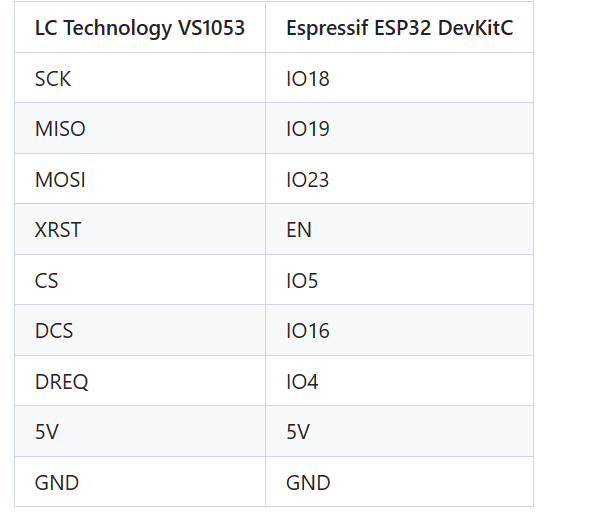 LC Technology VS1053 Espressif ESP32 DevKitC
SCK IO18
MISO IO19
MOSI IO23
XRST EN
CS IO5
DCS IO16
DREQ IO4
5V 5V
GND GND